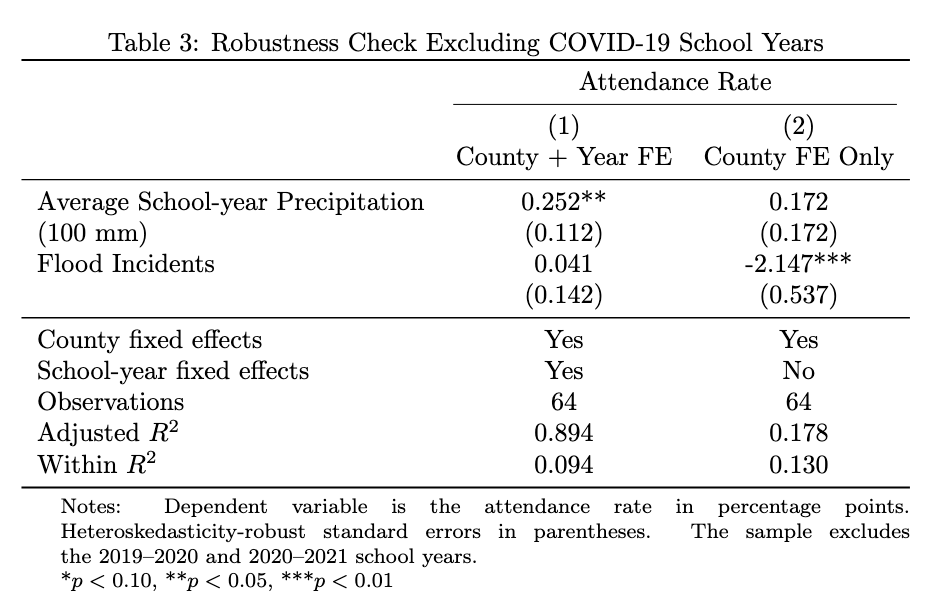 Table 3: Robustness Check Excluding COVID-19 School Years
Attendance Rate
(1) (2)
County + Year FE County FE Only
Average School-year Precipitation 0.252** 0.172
(100 mm) (0.112) (0.172)
Flood Incidents 0.041 -2.147***
(0.142) (0.537)
County fixed effects Yes Yes
School-year fixed effects Yes No
Observations 64 64
Adjusted R² 0.894 0.178
Within R² 0.094 0.130
Notes: Dependent variable is the attendance rate in percentage points.
Heteroskedasticity-robust standard errors in parentheses. The sample excludes
the 2019–2020 and 2020–2021 school years.
*p < 0.10, **p < 0.05, ***p < 0.01